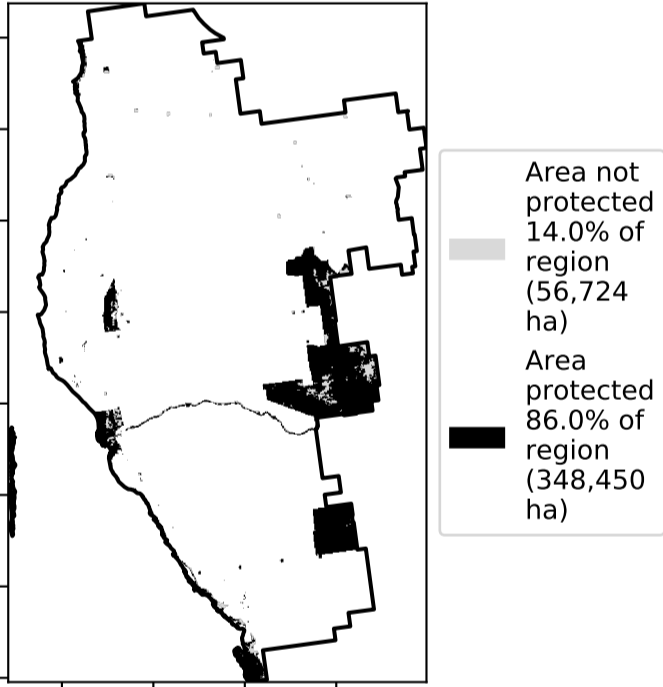 Area not
protected
14.0% of
region
(56,724
ha)
Area
protected
86.0% of
region
(348,450
ha)